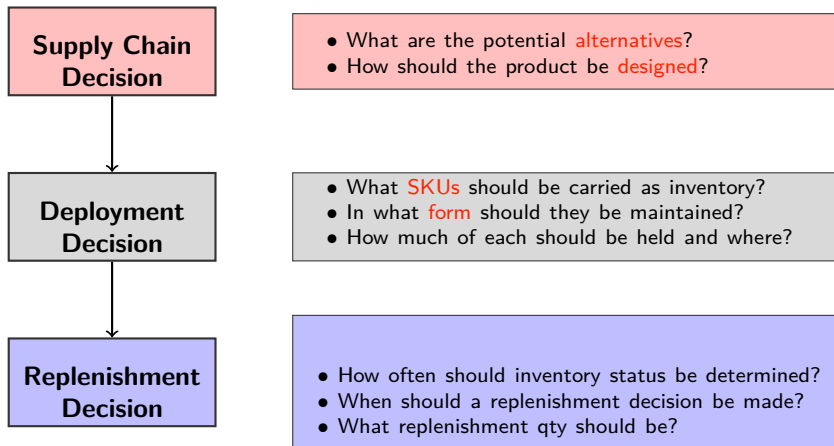 Supply Chain
Decision
• What are the potential alternatives?
• How should the product be designed?
Deployment
Decision
• What SKUs should be carried as inventory?
• In what form should they be maintained?
• How much of each should be held and where?
Replenishment
Decision
• How often should inventory status be determined?
• When should a replenishment decision be made?
• What replenishment qty should be?